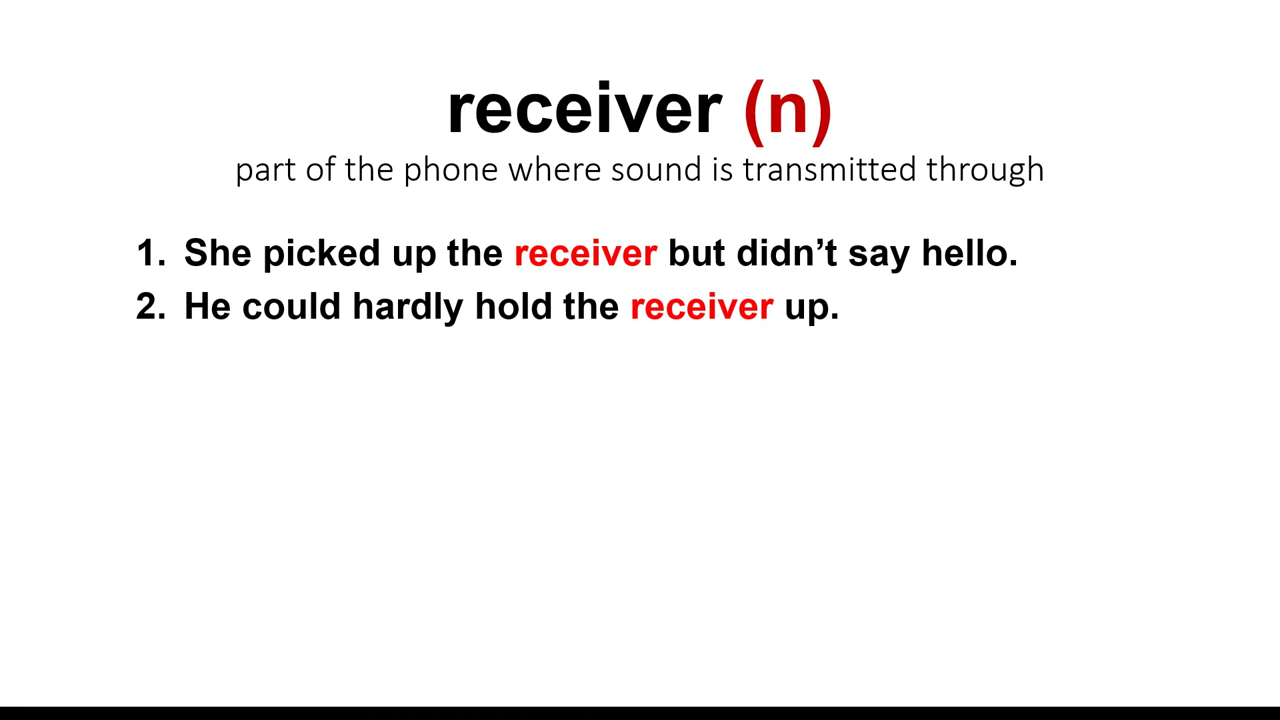 receiver (n)
part of the phone where sound is transmitted through
1. She picked up the receiver but didn’t say hello.
2. He could hardly hold the receiver up.